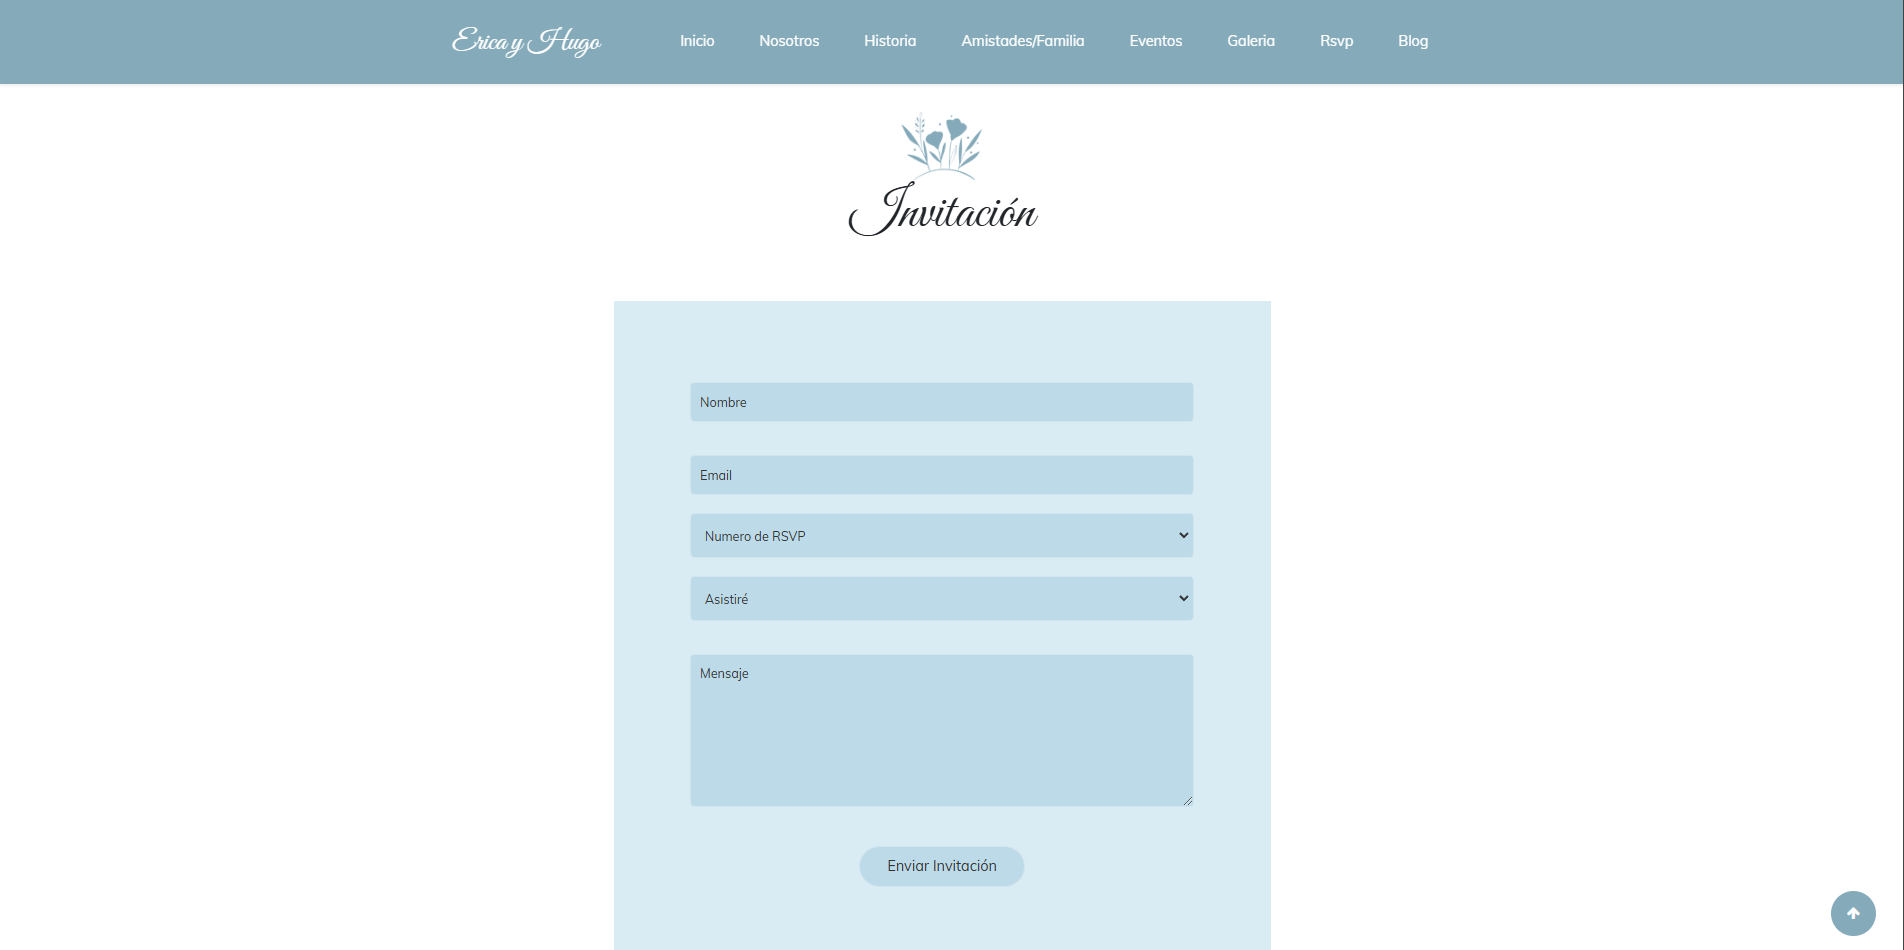 Erica y Hugo
Inicio Nosotros Historia Amistades/Familia Eventos Galeria Rsvp Blog
Invitación
Nombre
Email
Numero de RSVP
Asistiré
Mensaje
Enviar Invitación